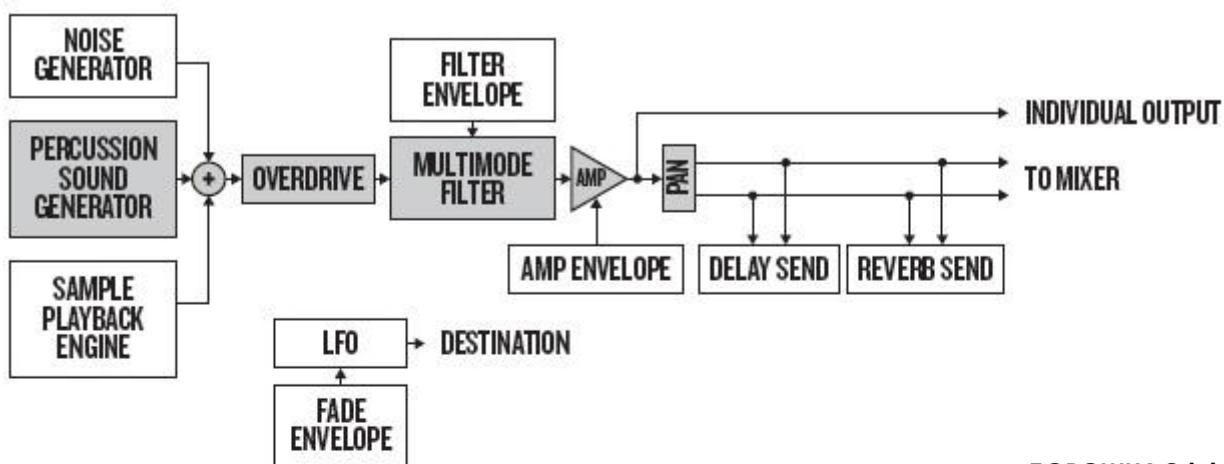 NOISE
GENERATOR
FILTER
ENVELOPE
INDIVIDUAL OUTPUT
PERCUSSION
SOUND
GENERATOR
+
OVERDRIVE
MULTIMODE
FILTER
AMP
PAN
TO MIXER
AMP ENVELOPE
DELAY SEND
REVERB SEND
SAMPLE
PLAYBACK
ENGINE
LFO
DESTINATION
FADE
ENVELOPE